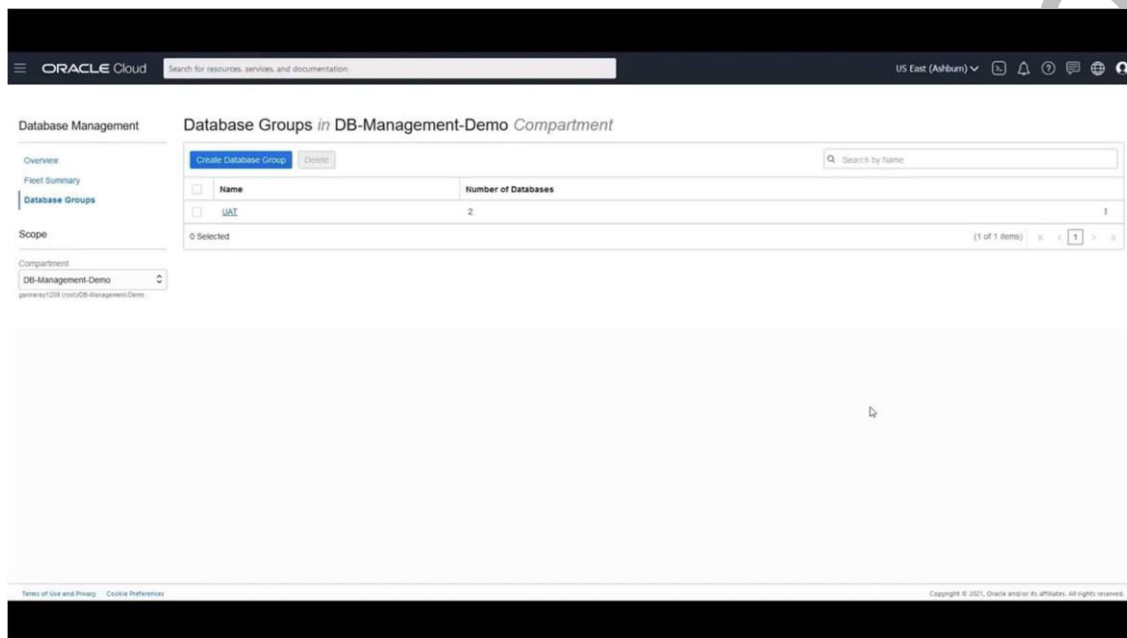 ORACLE Cloud
Search for resources, services, and documentation
US East (Ashburn)
Database Management
Overview
Fleet Summary
Database Groups
Scope
Compartment
DB-Management-Demo
Database Groups in DB-Management-Demo Compartment
Create Database Group
Delete
Search by Name
Name
Number of Databases
UAT
2
0 Selected
(1 of 1 items)
1
Terms of Use and Privacy
Cookie Preferences
Copyright © 2021, Oracle and/or its affiliates. All rights reserved.